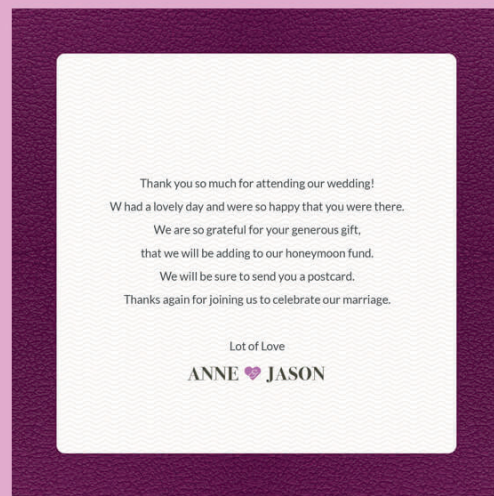 Thank you so much for attending our wedding!
W had a lovely day and were so happy that you were there.
We are so grateful for your generous gift,
that we will be adding to our honeymoon fund.
We will be sure to send you a postcard.
Thanks again for joining us to celebrate our marriage.
Lot of Love
ANNE JASON